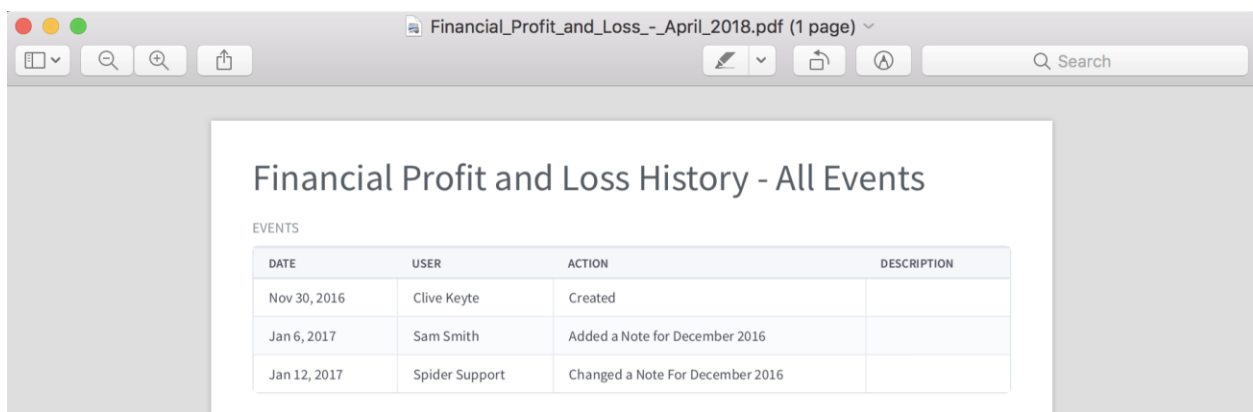 Financial_Profit_and_Loss_-_April_2018.pdf (1 page)
Search
Financial Profit and Loss History - All Events
EVENTS
DATE USER ACTION DESCRIPTION
Nov 30, 2016 Clive Keyte Created
Jan 6, 2017 Sam Smith Added a Note for December 2016
Jan 12, 2017 Spider Support Changed a Note For December 2016